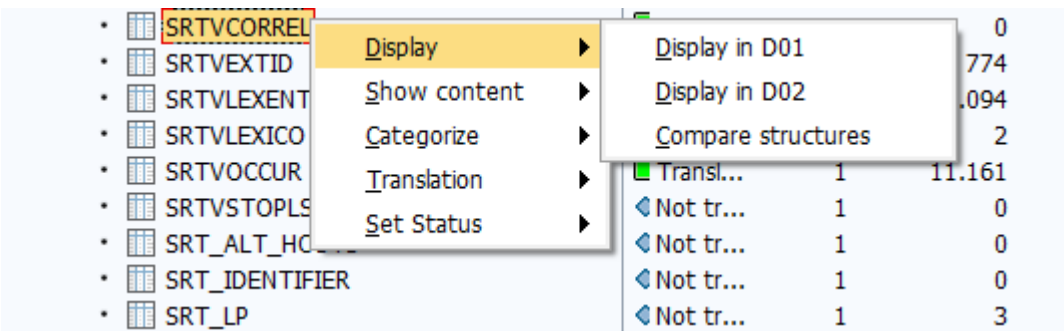 SRTVCORREL 0
Display Display in D01
SRTVEXTID 774
Show content Display in D02
SRTVLEXENT .094
Categorize Compare structures
SRTVLEXICO 2
SRTVOCCUR Transl... 1 11.161
Translation
SRTVSTOPLS Not tr... 1 0
Set Status
SRT_ALT_HO Not tr... 1 0
SRT_IDENTIFIER Not tr... 1 0
SRT_LP Not tr... 1 3